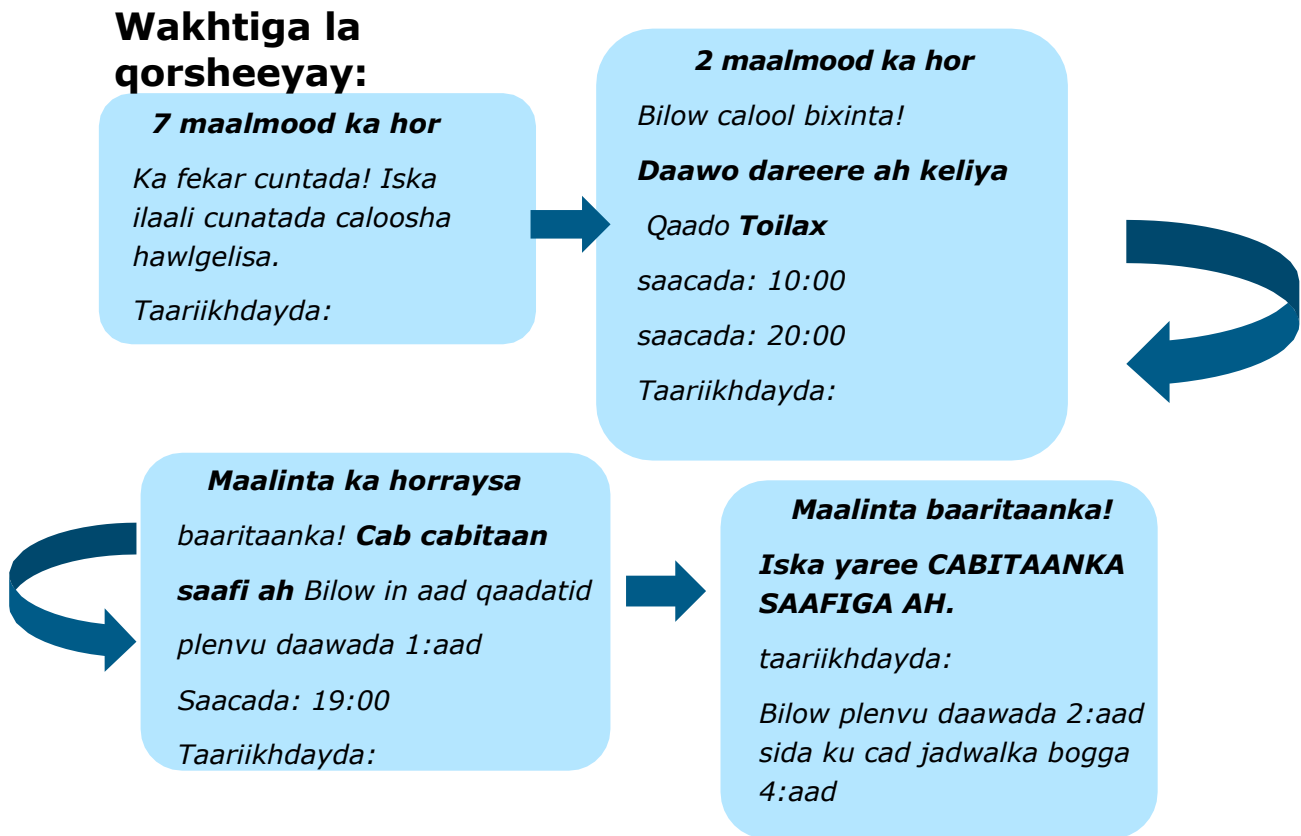 Wakhtiga la
qorsheeyay:
7 maalmood ka hor
Ka fekar cuntada! Iska
ilaali cunatada caloosha
hawlgelisa.
Taariikhdayda:
2 maalmood ka hor
Bilow calool bixinta!
Daawo dareere ah keliya
Qaado Toilax
saacada: 10:00
saacada: 20:00
Taariikhdayda:
Maalinta ka horraysa
baaritaanka! Cab cabitaan
saafi ah Bilow in aad qaadatid
plenvu daawada 1:aad
Saacada: 19:00
Taariikhdayda:
Maalinta baaritaanka!
Iska yaree CABITAANKA
SAAFIGA AH.
taariikhdayda:
Bilow plenvu daawada 2:aad
sida ku cad jadwalka bogga
4:aad